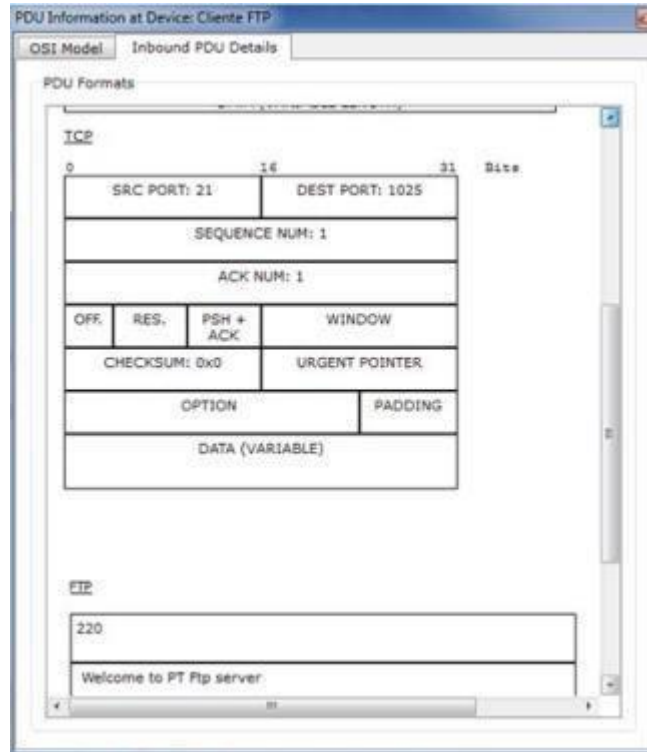 PDU Information at Device: Cliente FTP
OSI Model Inbound PDU Details
PDU Formats
TCP
0 16 31 Bits
SRC PORT: 21 DEST PORT: 1025
SEQUENCE NUM: 1
ACK NUM: 1
OFF. RES. PSH + ACK WINDOW
CHECKSUM: 0x0 URGENT POINTER
OPTION PADDING
DATA (VARIABLE)
FTP
220
Welcome to PT Ftp server